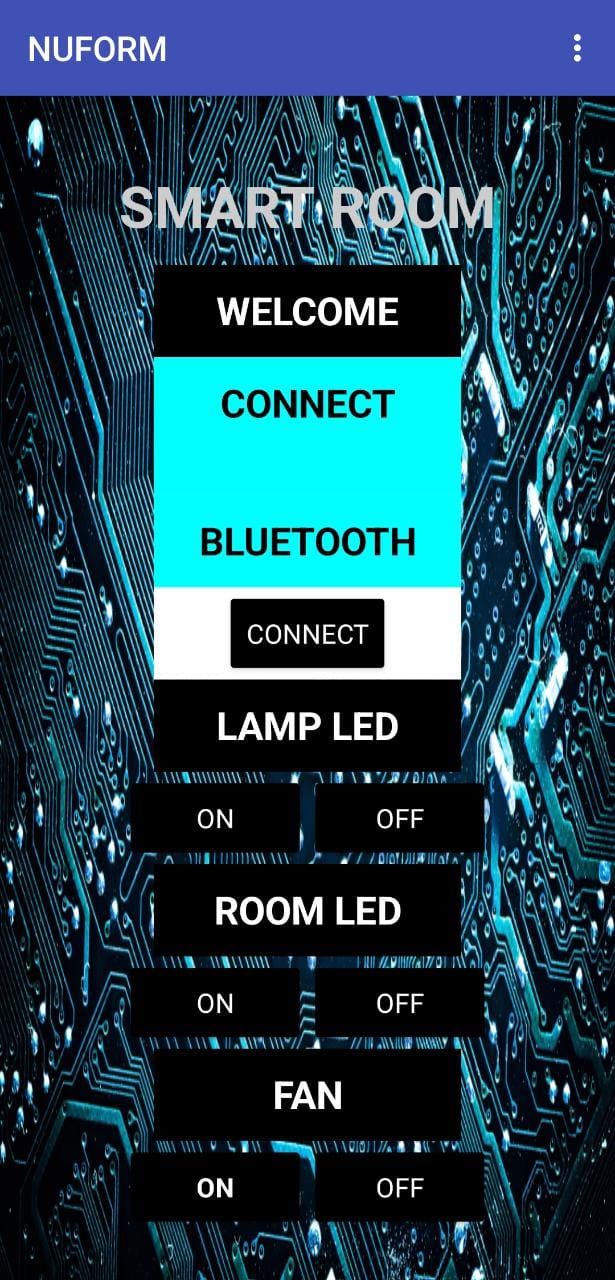 NUFORM
SMART ROOM
WELCOME
CONNECT
BLUETOOTH
CONNECT
LAMP LED
ON OFF
ROOM LED
ON OFF
FAN
ON OFF